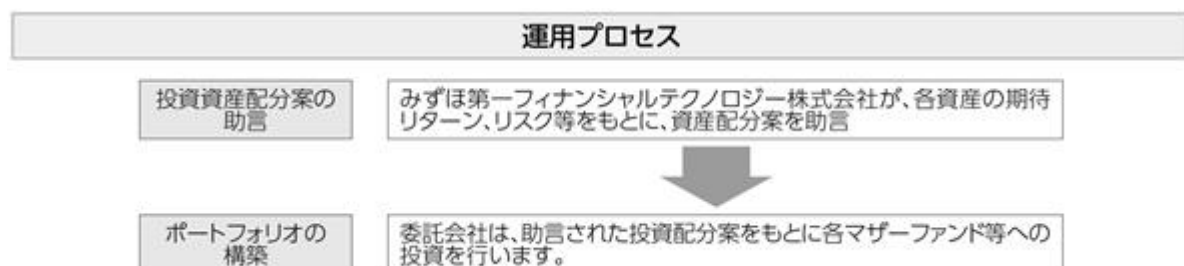 運用プロセス
投資資産配分案の
助言
みずほ第一フィナンシャルテクノロジー株式会社が、各資産の期待
リターン、リスク等をもとに、資産配分案を助言
ポートフォリオの
構築
委託会社は、助言された投資配分案をもとに各マザーファンド等への
投資を行います。